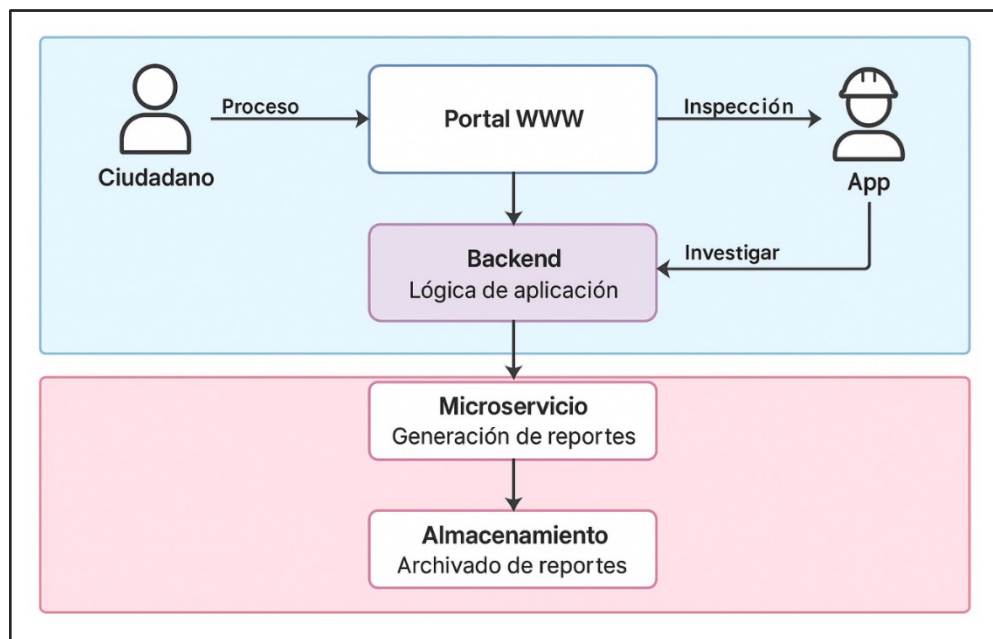 Proceso
Portal WWW
Inspección
Ciudadano
App
Backend
Lógica de aplicación
Investigar
Microservicio
Generación de reportes
Almacenamiento
Archivado de reportes